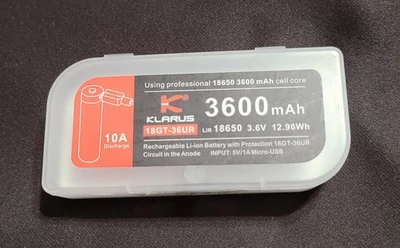 Using professional 18650 3600 mAh cell core
K
KLARUS
3600mAh
10A
Discharge
18GT-36UR LiR 18650 3.6V 12.96Wh
Rechargeable Li-ion Battery with Protection 18GT-36UR
Circuit in the Anode INPUT: 5V/1A Micro-USB